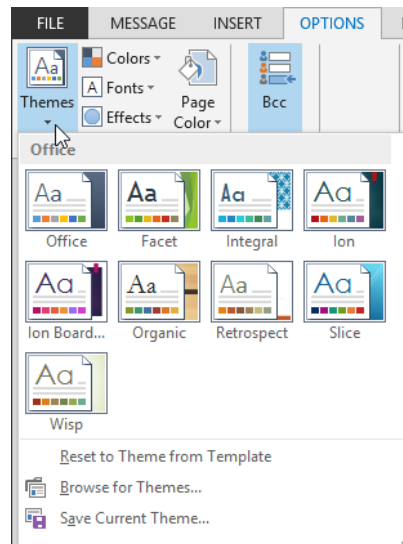 FILE MESSAGE INSERT OPTIONS
Aa Colors
A Fonts
Themes Effects Page Color Bcc
Office
Aa Aa Aa Aa
Office Facet Integral Ion
Aa Aa Aa Aa
Ion Board... Organic Retrospect Slice
Aa
Wisp
Reset to Theme from Template
Browse for Themes...
Save Current Theme...